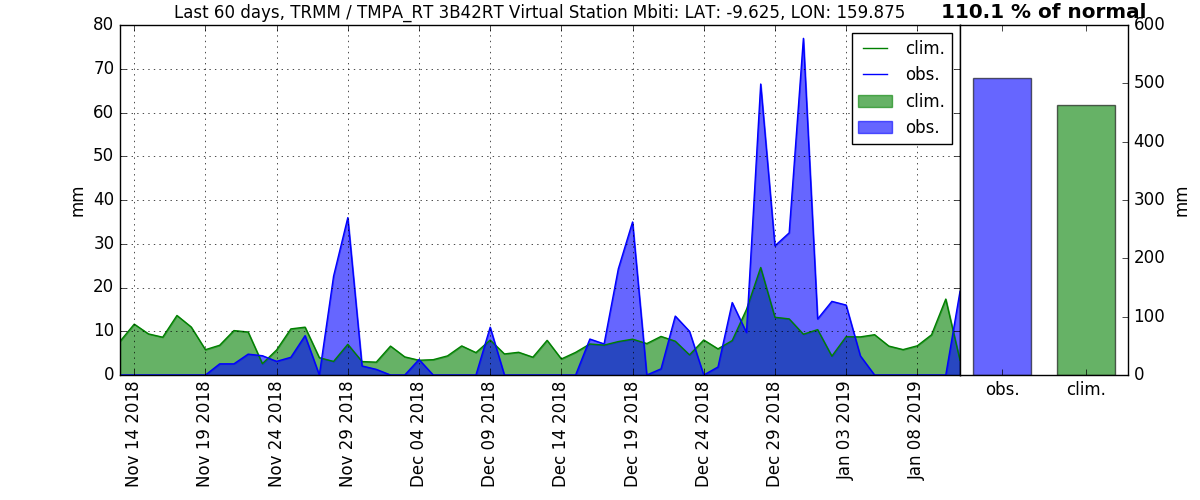 Last 60 days, TRMM / TMPA_RT 3B42RT Virtual Station Mbiti: LAT: -9.625, LON: 159.875
110.1 % of normal
80
70
60
50
40
30
20
10
0
mm
clim.
obs.
clim.
obs.
600
500
400
300
200
100
0
mm
obs.
clim.
Nov 14 2018
Nov 19 2018
Nov 24 2018
Nov 29 2018
Dec 04 2018
Dec 09 2018
Dec 14 2018
Dec 19 2018
Dec 24 2018
Dec 29 2018
Jan 03 2019
Jan 08 2019